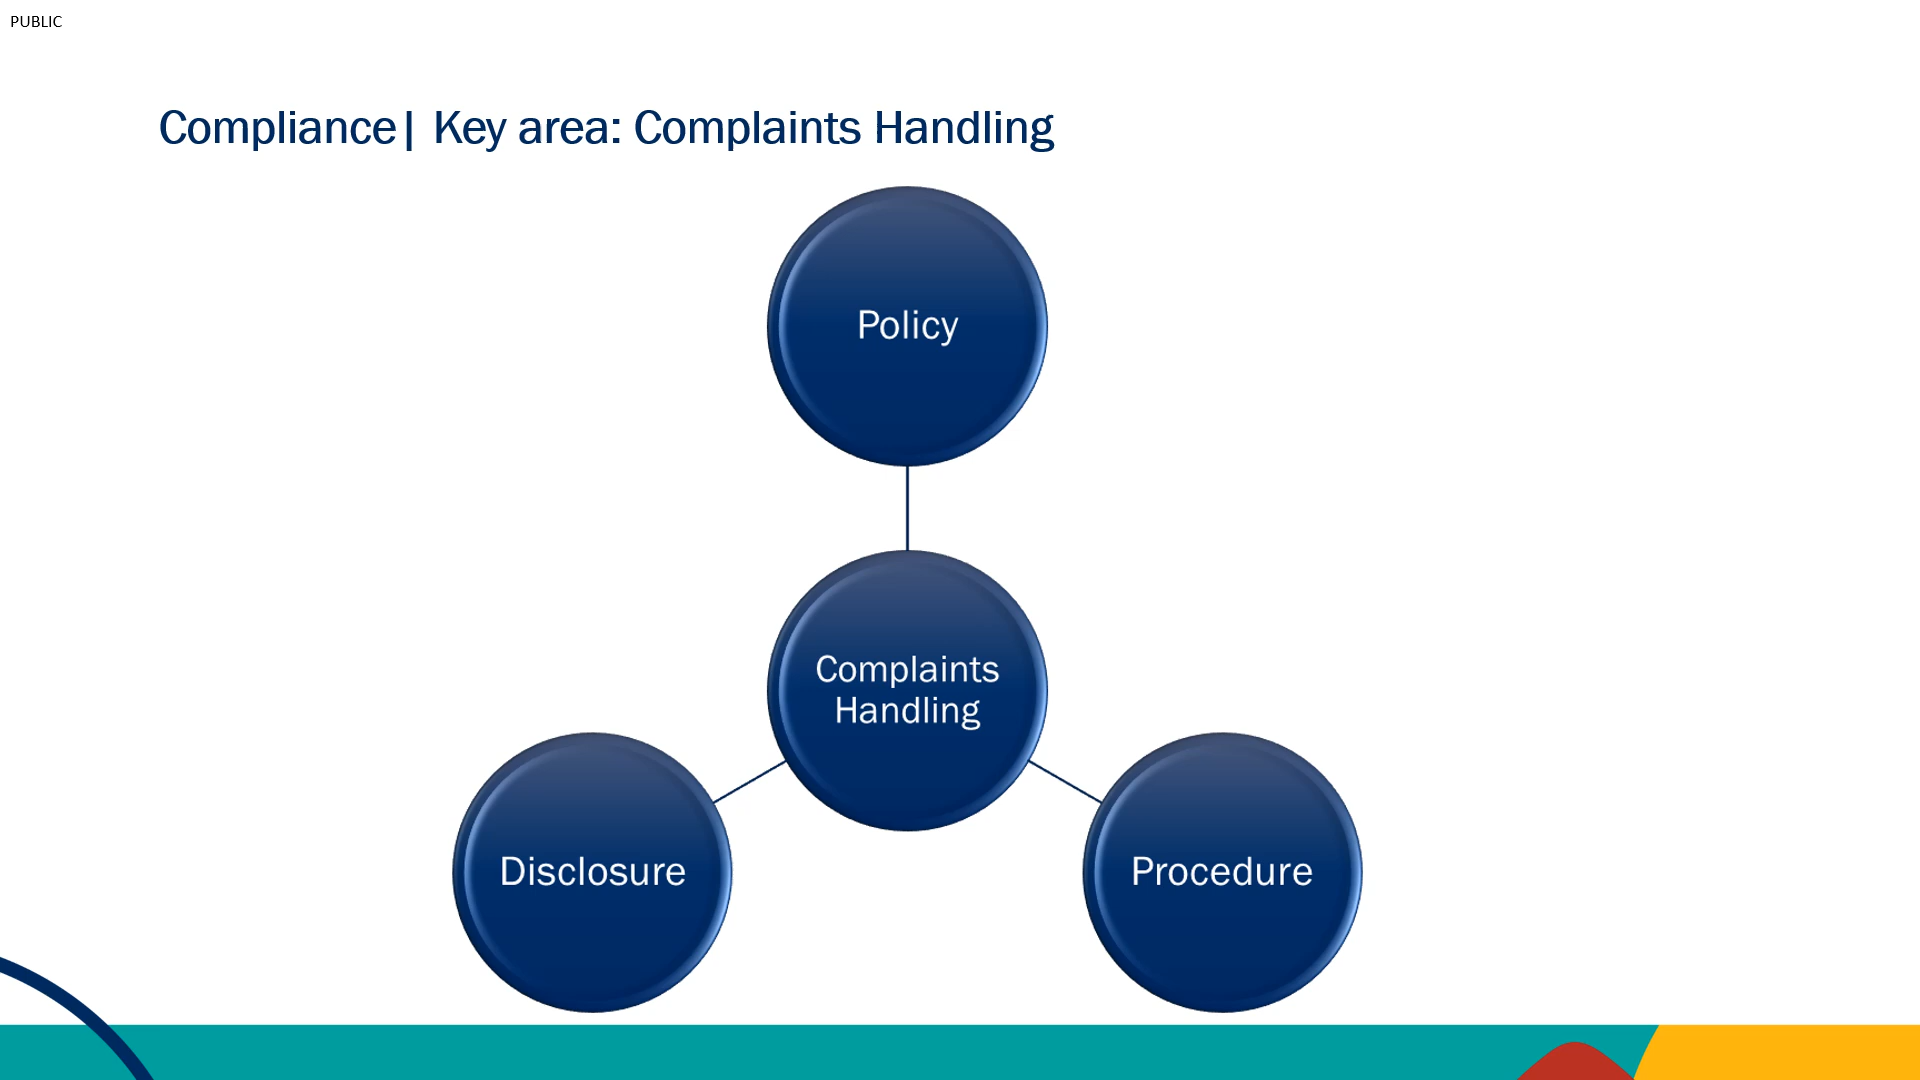 PUBLIC
Compliance| Key area: Complaints Handling
Policy
Complaints
Handling
Disclosure
Procedure